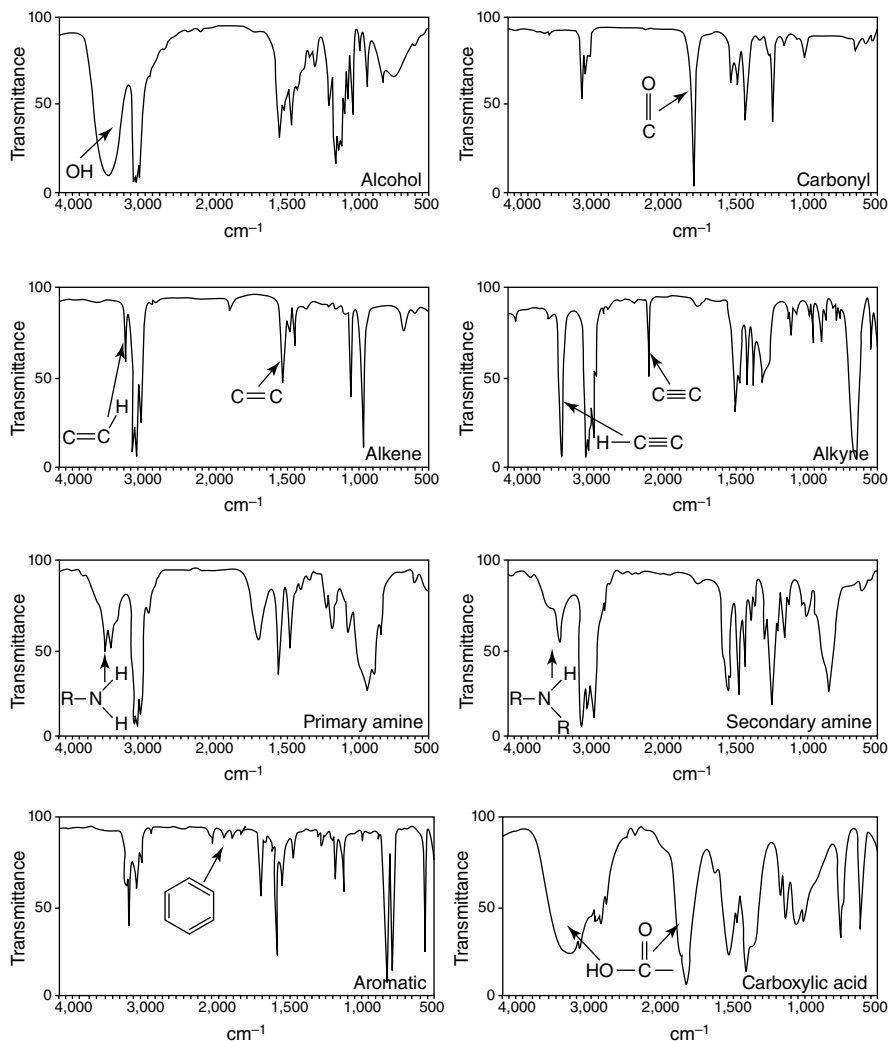 100
50
0
Transmittance
OH
Alcohol
4,000 3,000 2,000 1,500 1,000 500
cm–1
100
50
0
Transmittance
O
C
Carbonyl
4,000 3,000 2,000 1,500 1,000 500
cm–1
100
50
0
Transmittance
H
C C
C C
Alkene
4,000 3,000 2,000 1,500 1,000 500
cm–1
100
50
0
Transmittance
C C
H C C
Alkyne
4,000 3,000 2,000 1,500 1,000 500
cm–1
100
50
0
Transmittance
H
R N
H
Primary amine
4,000 3,000 2,000 1,500 1,000 500
cm–1
100
50
0
Transmittance
H
R N
R
Secondary amine
4,000 3,000 2,000 1,500 1,000 500
cm–1
100
50
0
Transmittance
Aromatic
4,000 3,000 2,000 1,500 1,000 500
cm–1
100
50
0
Transmittance
O
HO C
Carboxylic acid
4,000 3,000 2,000 1,500 1,000 500
cm–1